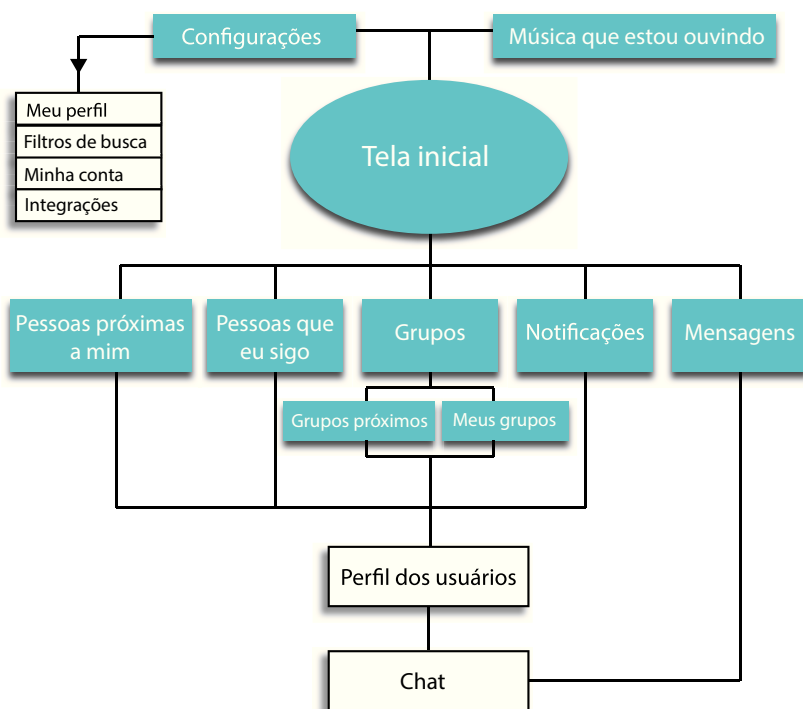 Configurações
Música que estou ouvindo
Meu perfil
Filtros de busca
Minha conta
Integrações
Tela inicial
Pessoas próximas
a mim
Pessoas que
eu sigo
Grupos
Notificações
Mensagens
Grupos próximos
Meus grupos
Perfil dos usuários
Chat